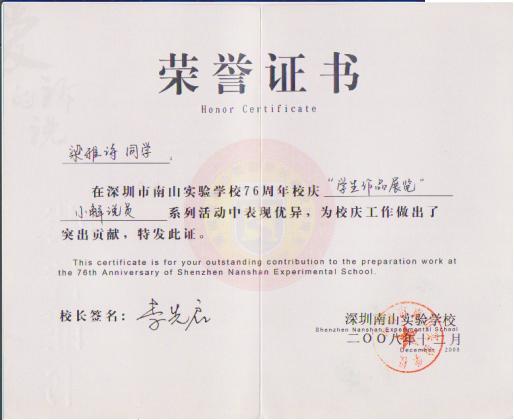 荣誉证书
Honor Certificate
梁雅诗 同学
在深圳市南山实验学校76周年校庆 "学生作品展览"
小解说员 系列活动中表现优异，为校庆工作做出了
突出贡献，特发此证。
This certificate is for your outstanding contribution to the preparation work at
the 76th Anniversary of Shenzhen Nanshan Experimental School.
校长签名：李先启
深圳南山实验学校
Shenzhen Nanshan Experimental School
二〇〇八年十二月
December 2008